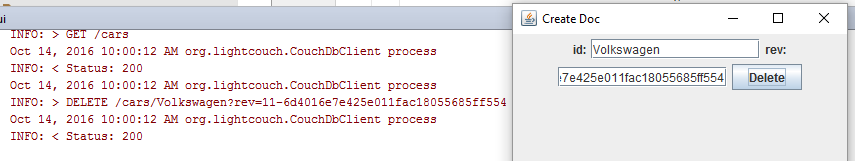 ui
INFO: > GET /cars
Oct 14, 2016 10:00:12 AM org.lightcouch.CouchDbClient process
INFO: < Status: 200
Oct 14, 2016 10:00:12 AM org.lightcouch.CouchDbClient process
INFO: > DELETE /cars/Volkswagen?rev=11-6d4016e7e425e011fac18055685ff554
Oct 14, 2016 10:00:12 AM org.lightcouch.CouchDbClient process
INFO: < Status: 200
Create Doc
id: Volkswagen rev:
e7e425e011fac18055685ff554 Delete